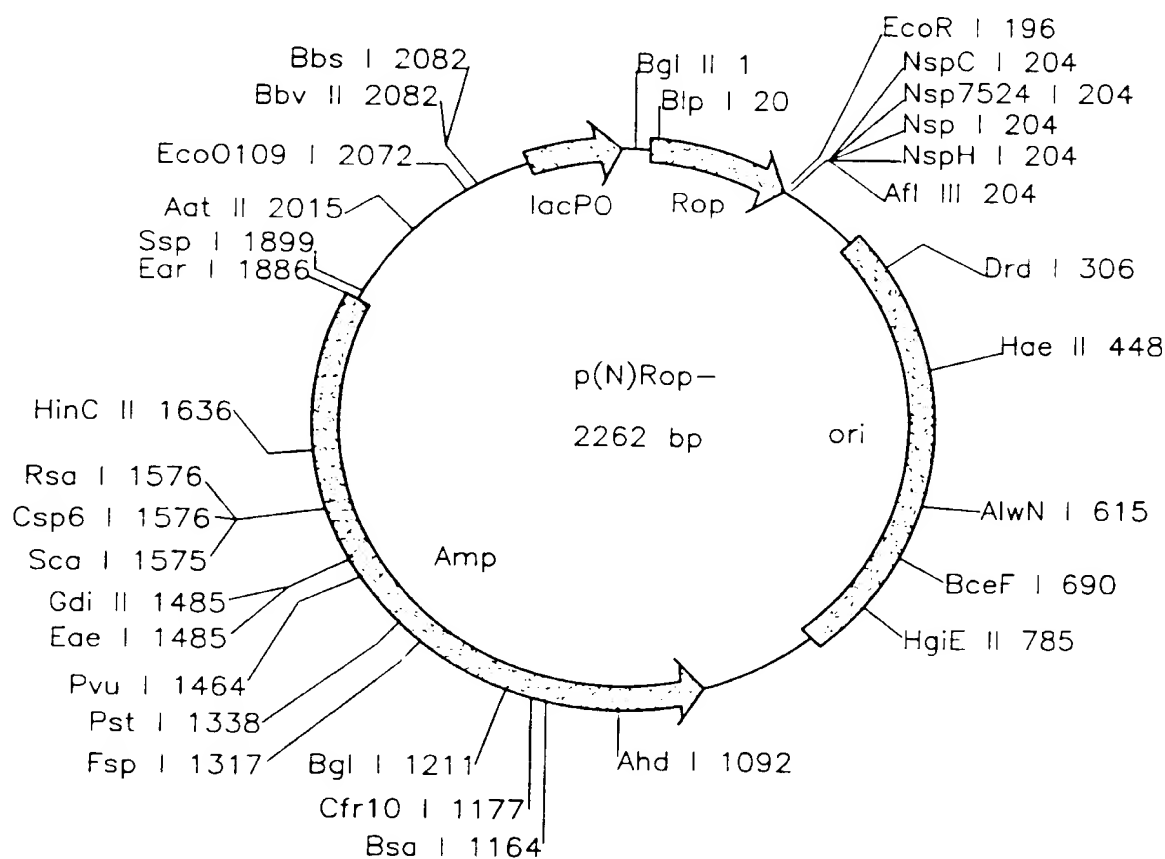 EcoR I 196
NspC I 204
Nsp7524 I 204
Nsp I 204
NspH I 204
Afl III 204
Bgl II 1
Blp I 20
Bbs I 2082
Bbv II 2082
EcoO109 I 2072
Aat II 2015
Ssp I 1899
Ear I 1886
lacPO
Rop
Drd I 306
Hae II 448
p(N)Rop-
2262 bp
ori
HinC II 1636
Rsa I 1576
Csp6 I 1576
Sca I 1575
Gdi II 1485
Eae I 1485
Pvu I 1464
Pst I 1338
Fsp I 1317
Amp
AlwN I 615
BceF I 690
HgiE II 785
Bgl I 1211
Ahd I 1092
Cfr10 I 1177
Bsa I 1164